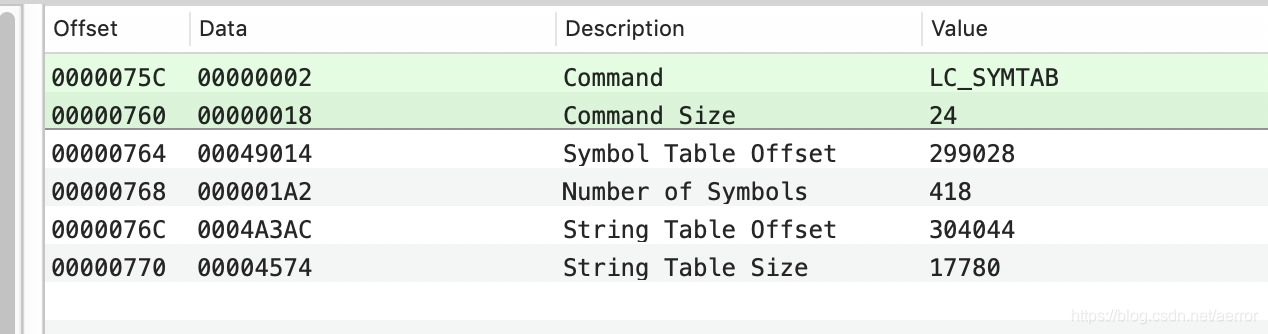 Offset Data Description Value
0000075C 00000002 Command LC_SYMTAB
00000760 00000018 Command Size 24
00000764 00049014 Symbol Table Offset 299028
00000768 000001A2 Number of Symbols 418
0000076C 0004A3AC String Table Offset 304044
00000770 00004574 String Table Size 17780
https://blog.csdn.net/aerror